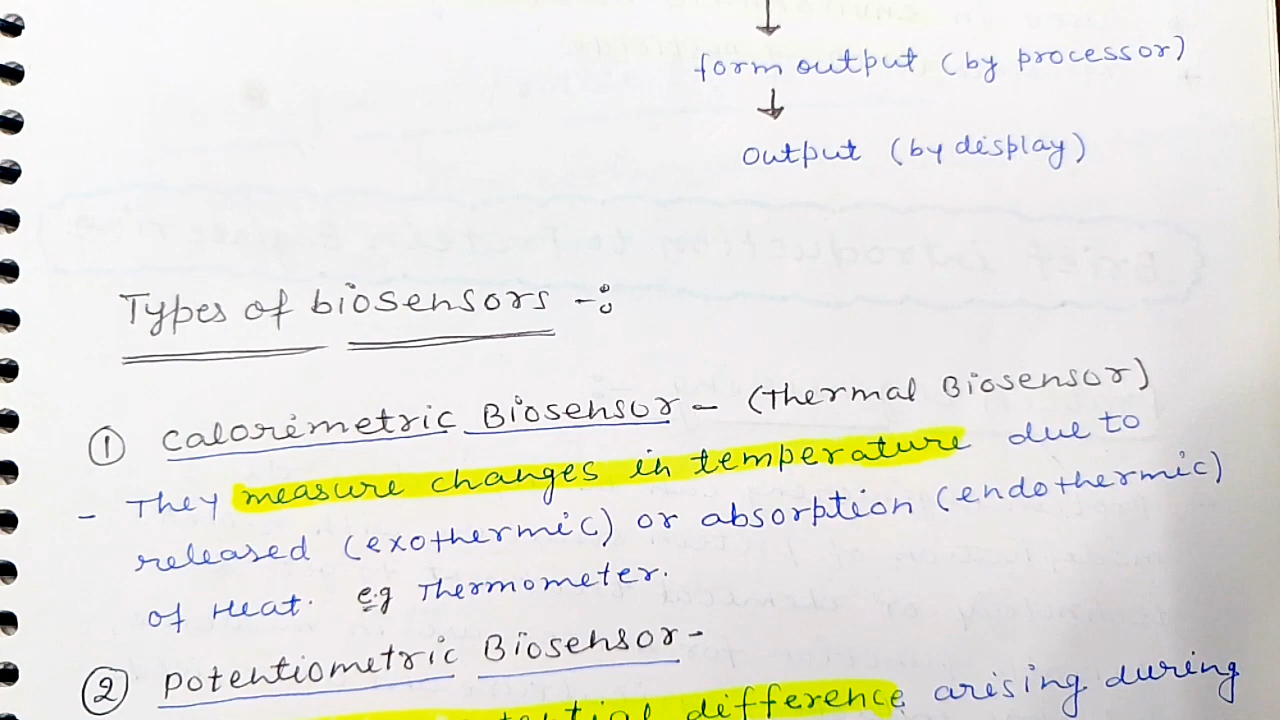 ↓
form output (by processor)
↓
output (by display)
Types of biosensors -:
① Calorimetric Biosensor - (Thermal Biosensor)
- They measure changes in temperature due to
released (exothermic) or absorption (endothermic)
of Heat. e.g Thermometer.
② Potentiometric Biosensor -
difference arising during